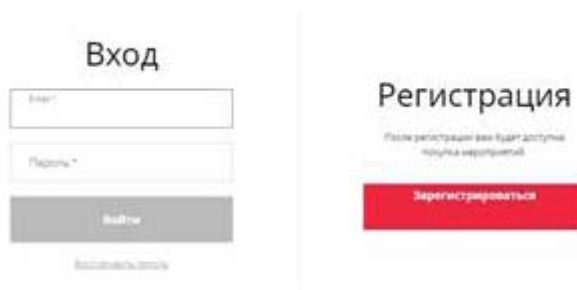 Вход
Email *
Пароль *
Войти
Восстановить пароль
Регистрация
После регистрации вам будет доступна
покупка мероприятий
Зарегистрироваться